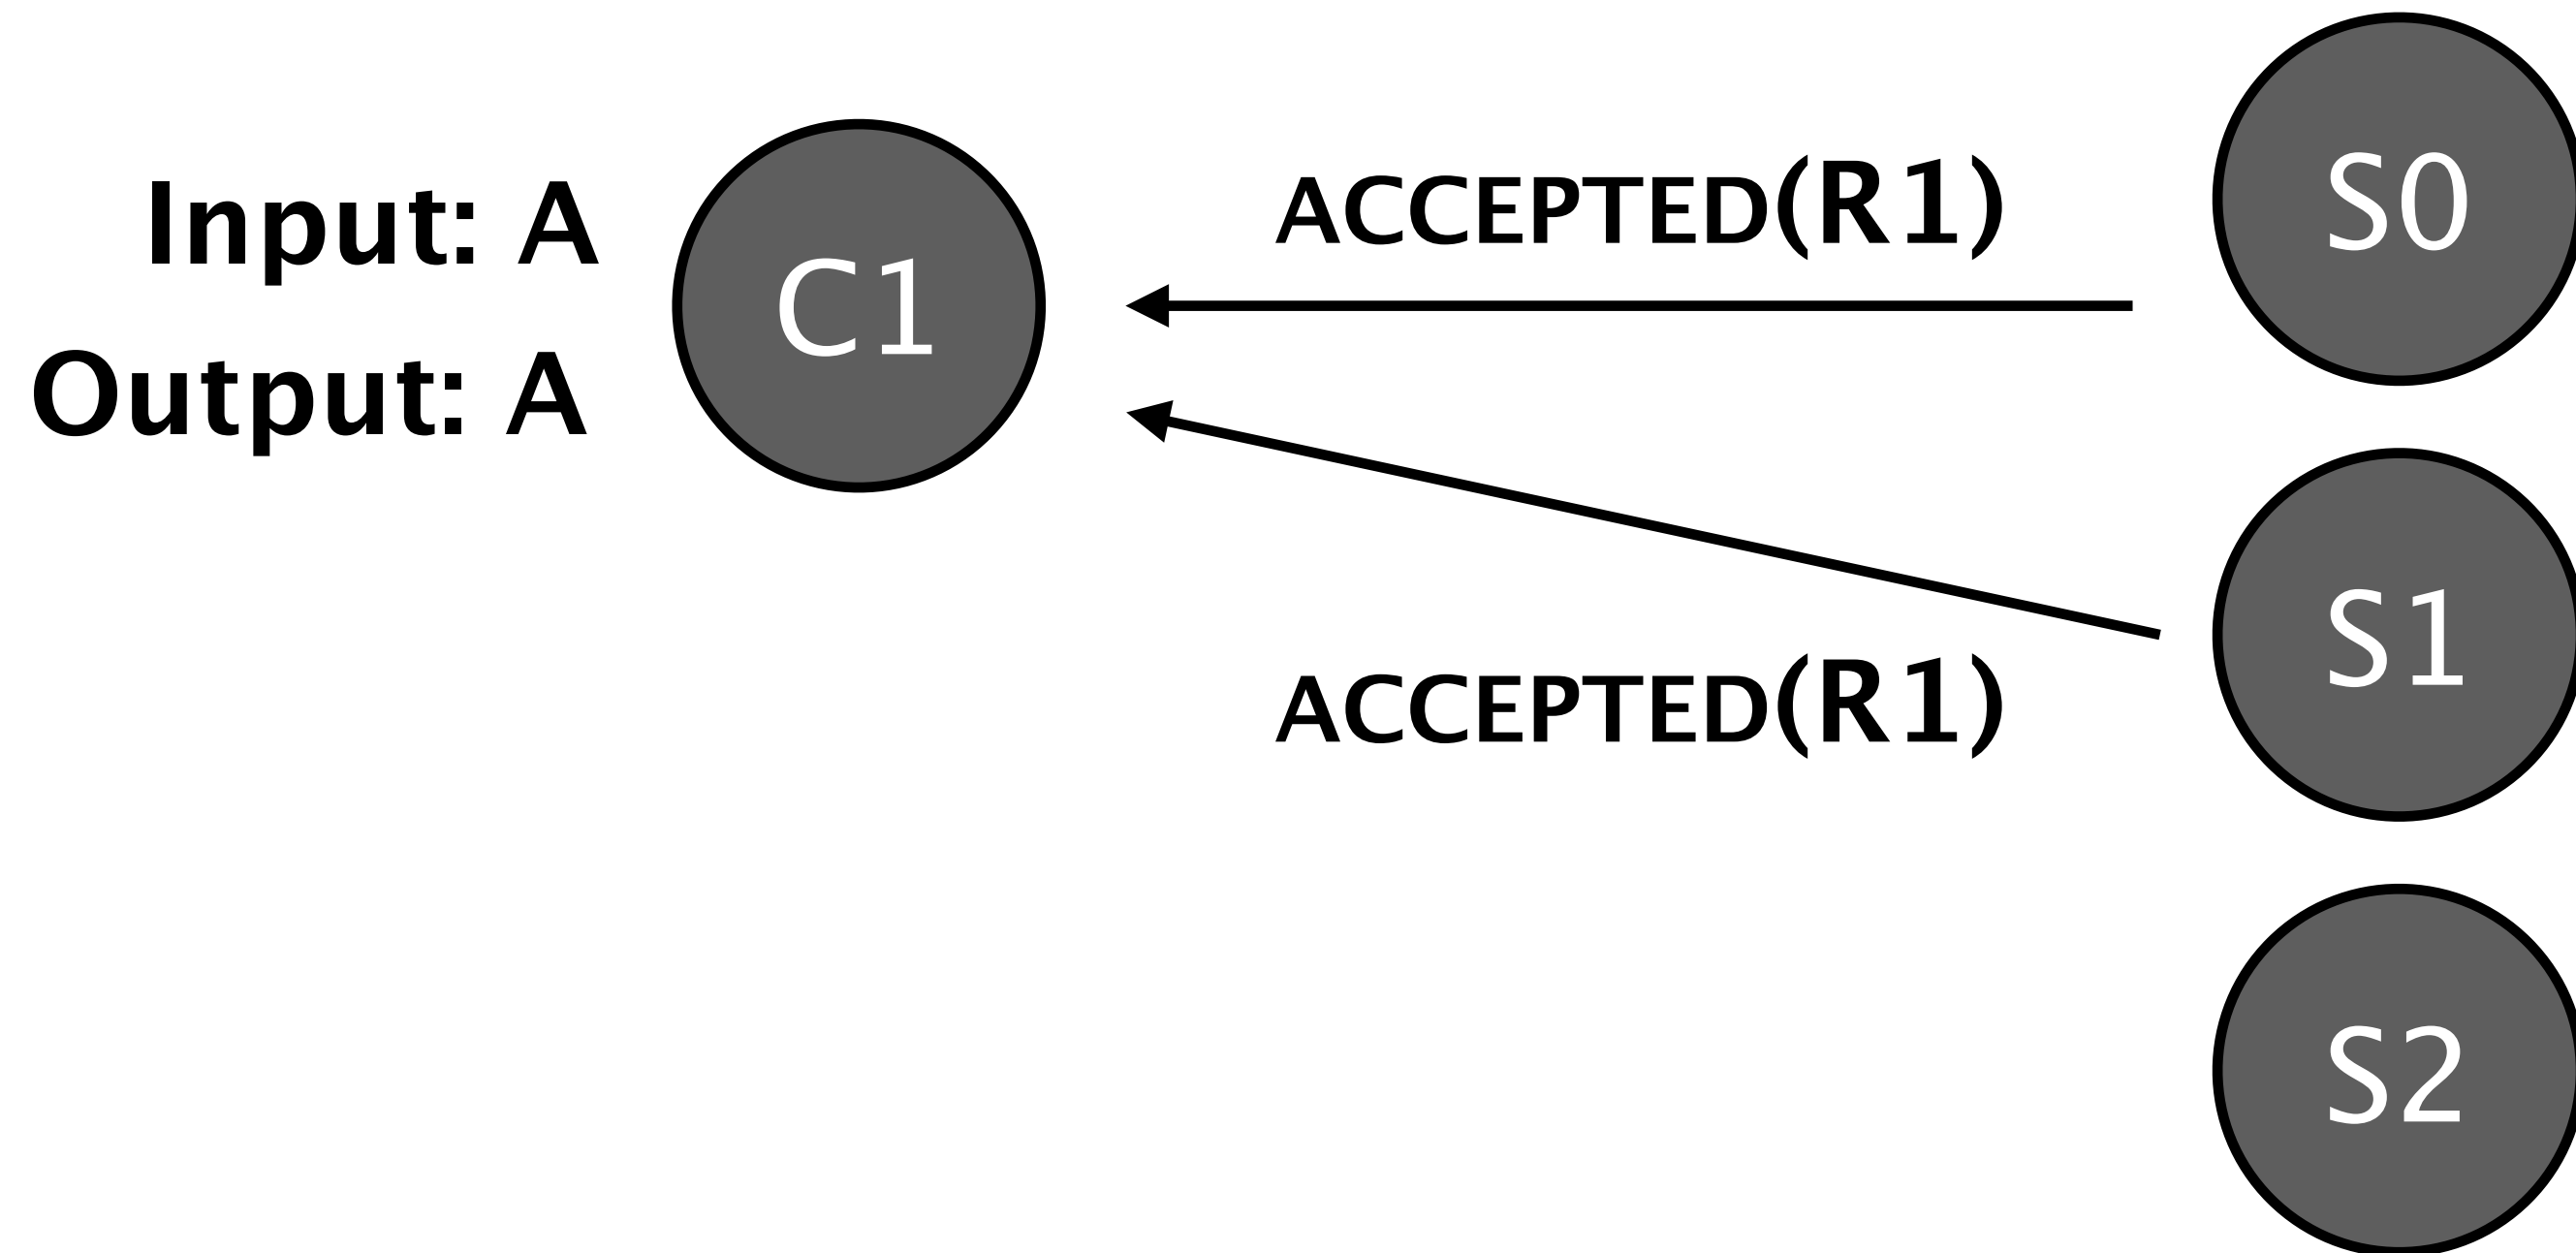 Input: A
Output: A
C1
ACCEPTED(R1)
S0
S1
ACCEPTED(R1)
S2